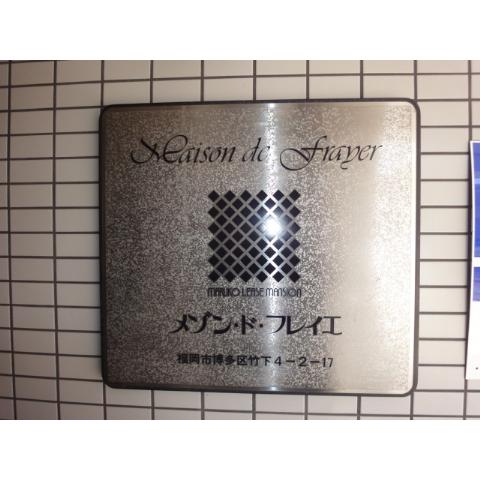 Maison de Frayer
MARUKO LEASE MANSION
メゾン・ド・フレイエ
福岡市博多区竹下4-2-17